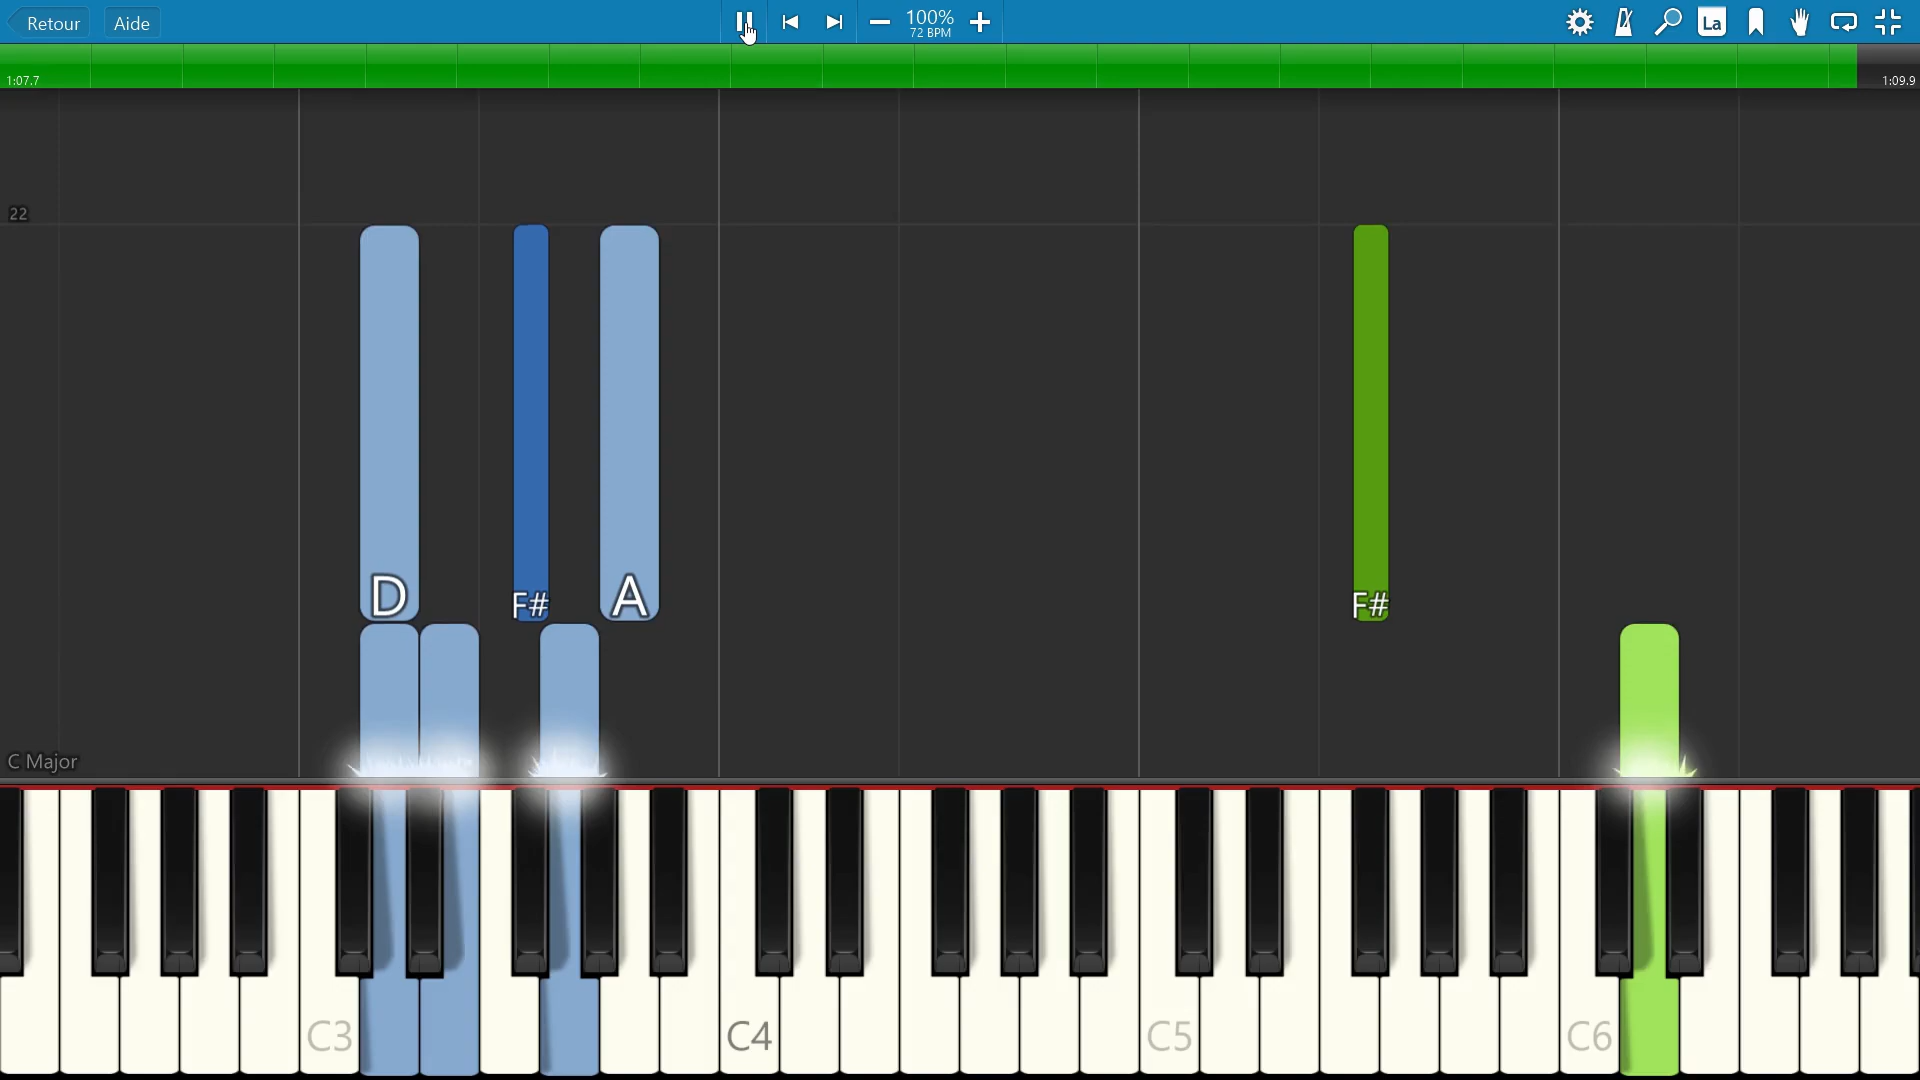 Retour
Aide
100%
72 BPM
La
1:07.7
1:09.9
22
D
F#
A
F#
C Major
C3
C4
C5
C6